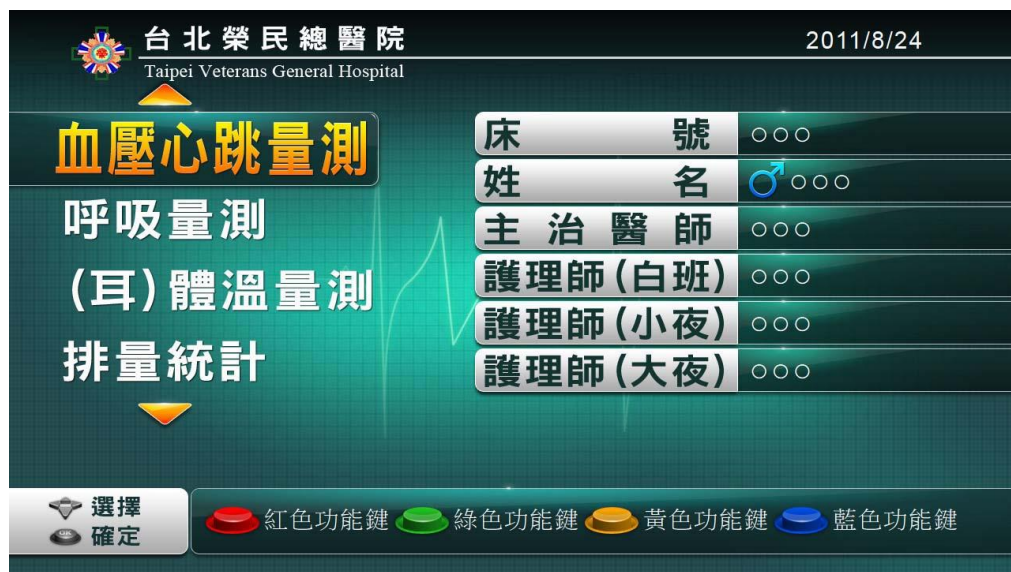 台北榮民總醫院
Taipei Veterans General Hospital
2011/8/24
血壓心跳量測
呼吸量測
(耳)體溫量測
排量統計
床號 ○○○
姓名 ♂○○○
主治醫師 ○○○
護理師(白班) ○○○
護理師(小夜) ○○○
護理師(大夜) ○○○
選擇
OK 確定
紅色功能鍵 綠色功能鍵 黃色功能鍵 藍色功能鍵